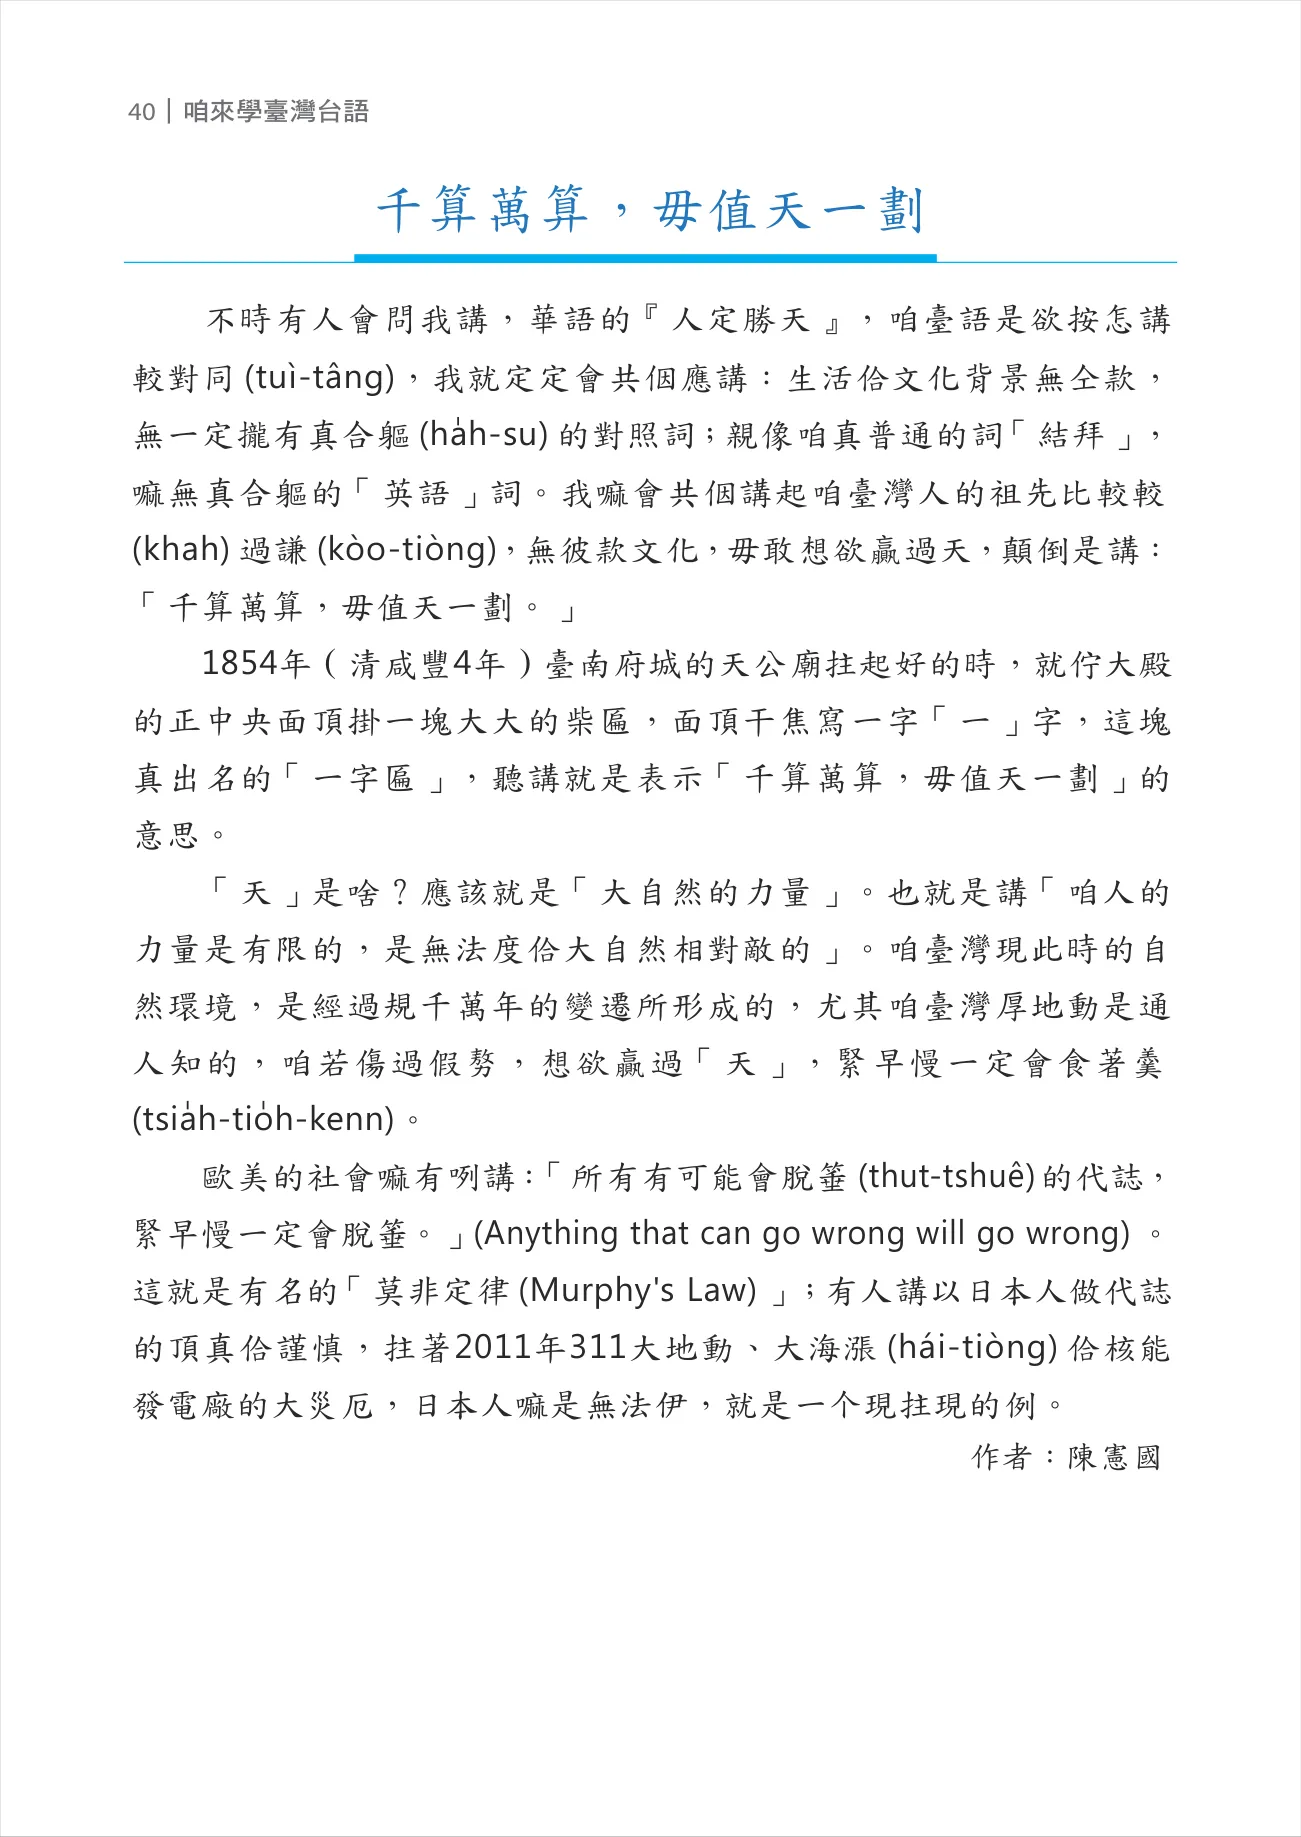 40｜咱來學臺灣台語
千算萬算，毋值天一劃
不時有人會問我講，華語的『人定勝天』，咱臺語是欲按怎講
較對同 (tuì-tâng)，我就定定會共個應講：生活佮文化背景無仝款，
無一定攏有真合軀 (ha̍h-su) 的對照詞；親像咱真普通的詞「結拜」，
嘛無真合軀的「英語」詞。我嘛會共個講起咱臺灣人的祖先比較較
(khah) 過謙 (kòo-tiòng)，無彼款文化，毋敢想欲贏過天，顛倒是講：
「千算萬算，毋值天一劃。」
1854年（清咸豐4年）臺南府城的天公廟拄起好的時，就佇大殿
的正中央面頂掛一塊大大的柴匾，面頂干焦寫一字「一」字，這塊
真出名的「一字匾」，聽講就是表示「千算萬算，毋值天一劃」的
意思。
「天」是啥？應該就是「大自然的力量」。也就是講「咱人的
力量是有限的，是無法度佮大自然相對敵的」。咱臺灣現此時的自
然環境，是經過規千萬年的變遷所形成的，尤其咱臺灣厚地動是通
人知的，咱若傷過假勢，想欲贏過「天」，緊早慢一定會食著羹
(tsia̍h-tio̍h-kenn)。
歐美的社會嘛有咧講：「所有有可能會脫箠 (thut-tshuê)的代誌，
緊早慢一定會脫箠。」(Anything that can go wrong will go wrong) 。
這就是有名的「莫非定律 (Murphy's Law) 」；有人講以日本人做代誌
的頂真佮謹慎，拄著2011年311大地動、大海漲 (hái-tiòng) 佮核能
發電廠的大災厄，日本人嘛是無法伊，就是一个現拄現的例。
作者：陳憲國